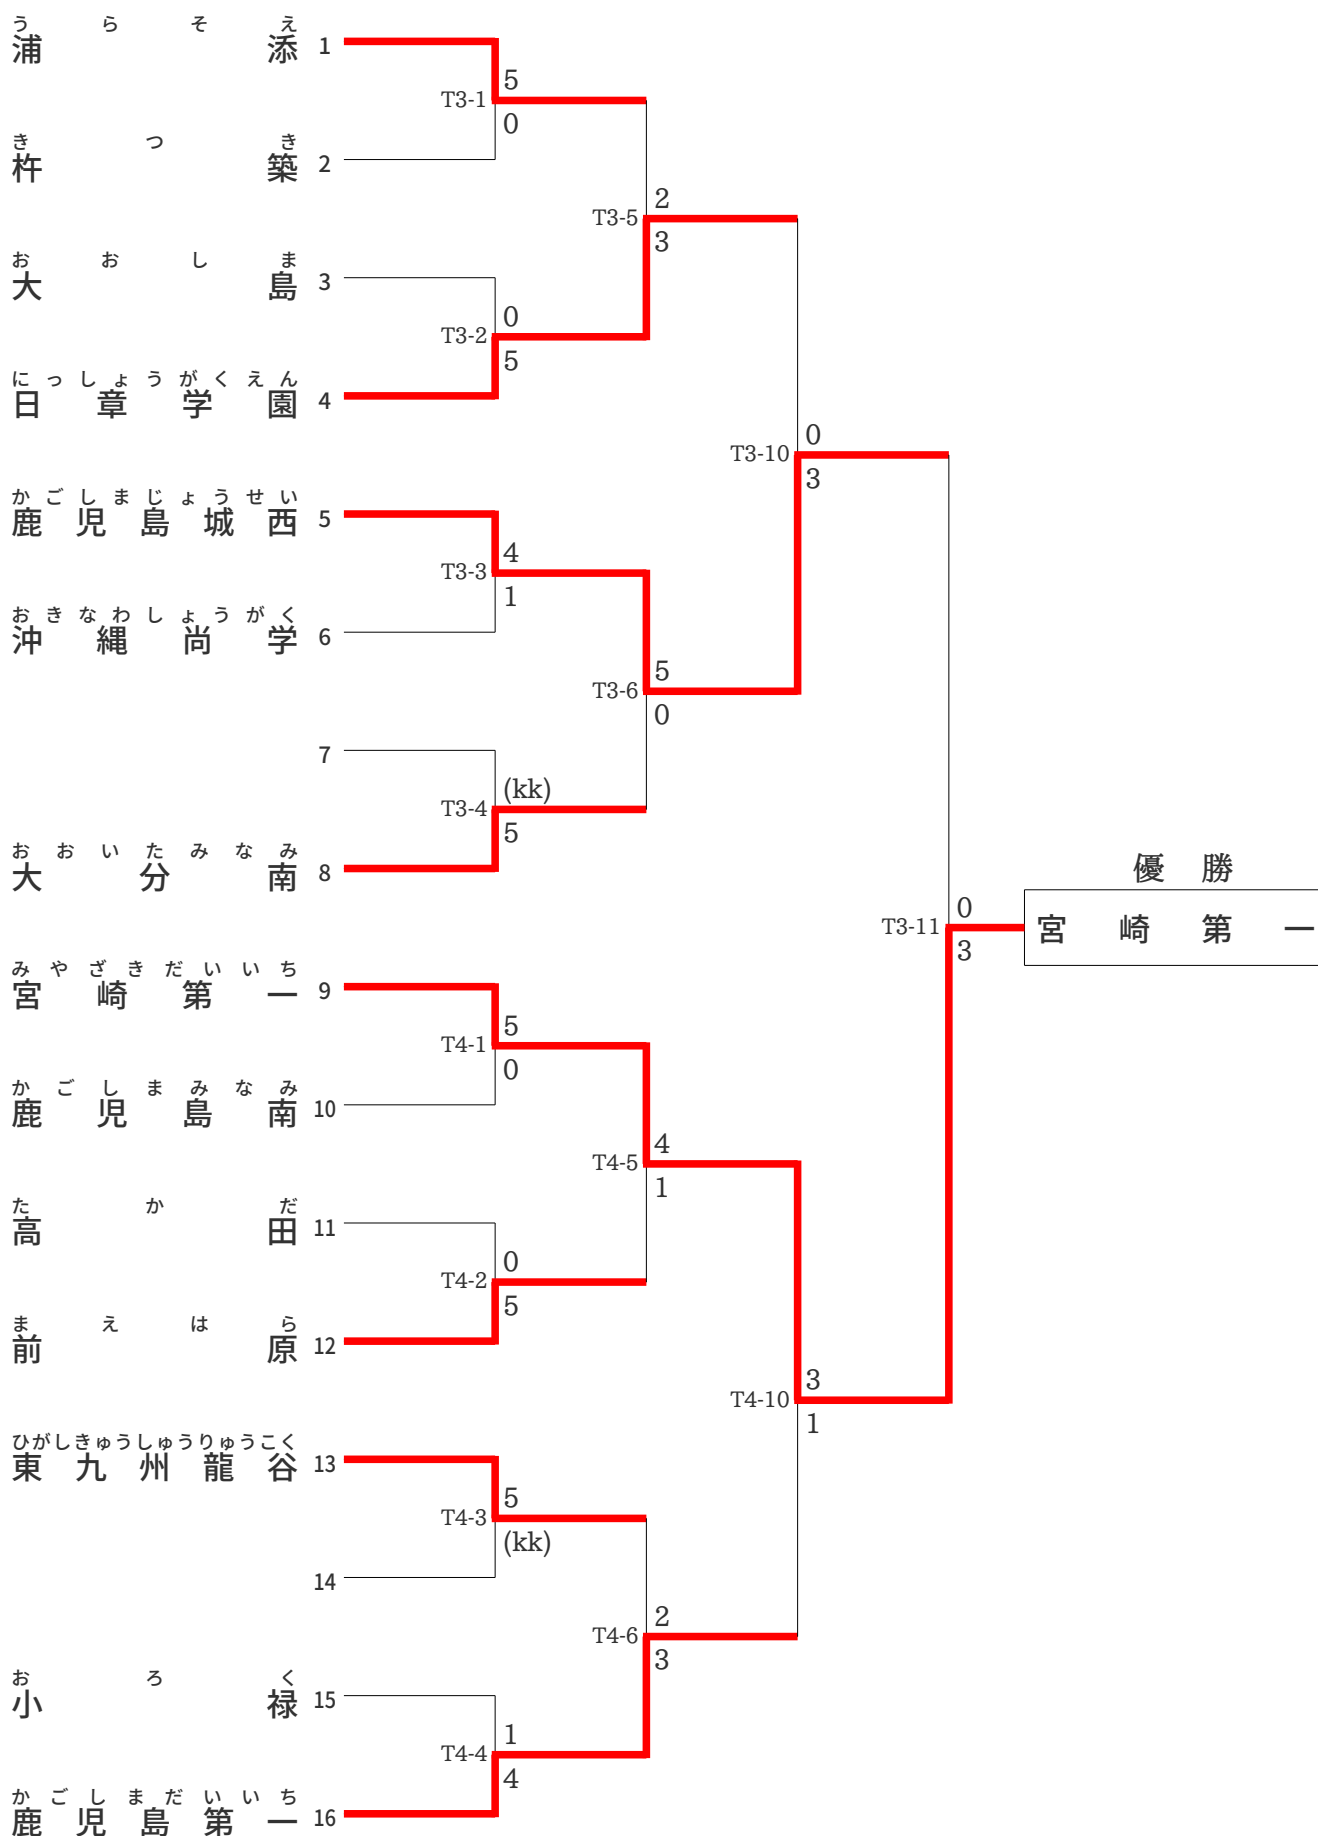 うらそえ
浦添 1
5
T3-1
0
きつき
杵築 2
2
T3-5
3
おおしま
大島 3
0
T3-2
5
にっしょうがくえん
日章学園 4
0
T3-10
3
かごしまじょうせい
鹿児島城西 5
4
T3-3
1
おきなわしょうがく
沖縄尚学 6
5
T3-6
0
7
(kk)
T3-4
5
おおいたみなみ
大分南 8
優勝
0
T3-11
宮崎第一
3
みやざきだいいち
宮崎第一 9
5
T4-1
0
かごしまみなみ
鹿児島南 10
4
T4-5
1
たかだ
高田 11
0
T4-2
5
まえはら
前原 12
3
T4-10
1
ひがしきゅうしゅうりゅうこく
東九州龍谷 13
5
T4-3
(kk)
14
2
T4-6
3
おろく
小禄 15
1
T4-4
4
かごしまだいいち
鹿児島第一 16